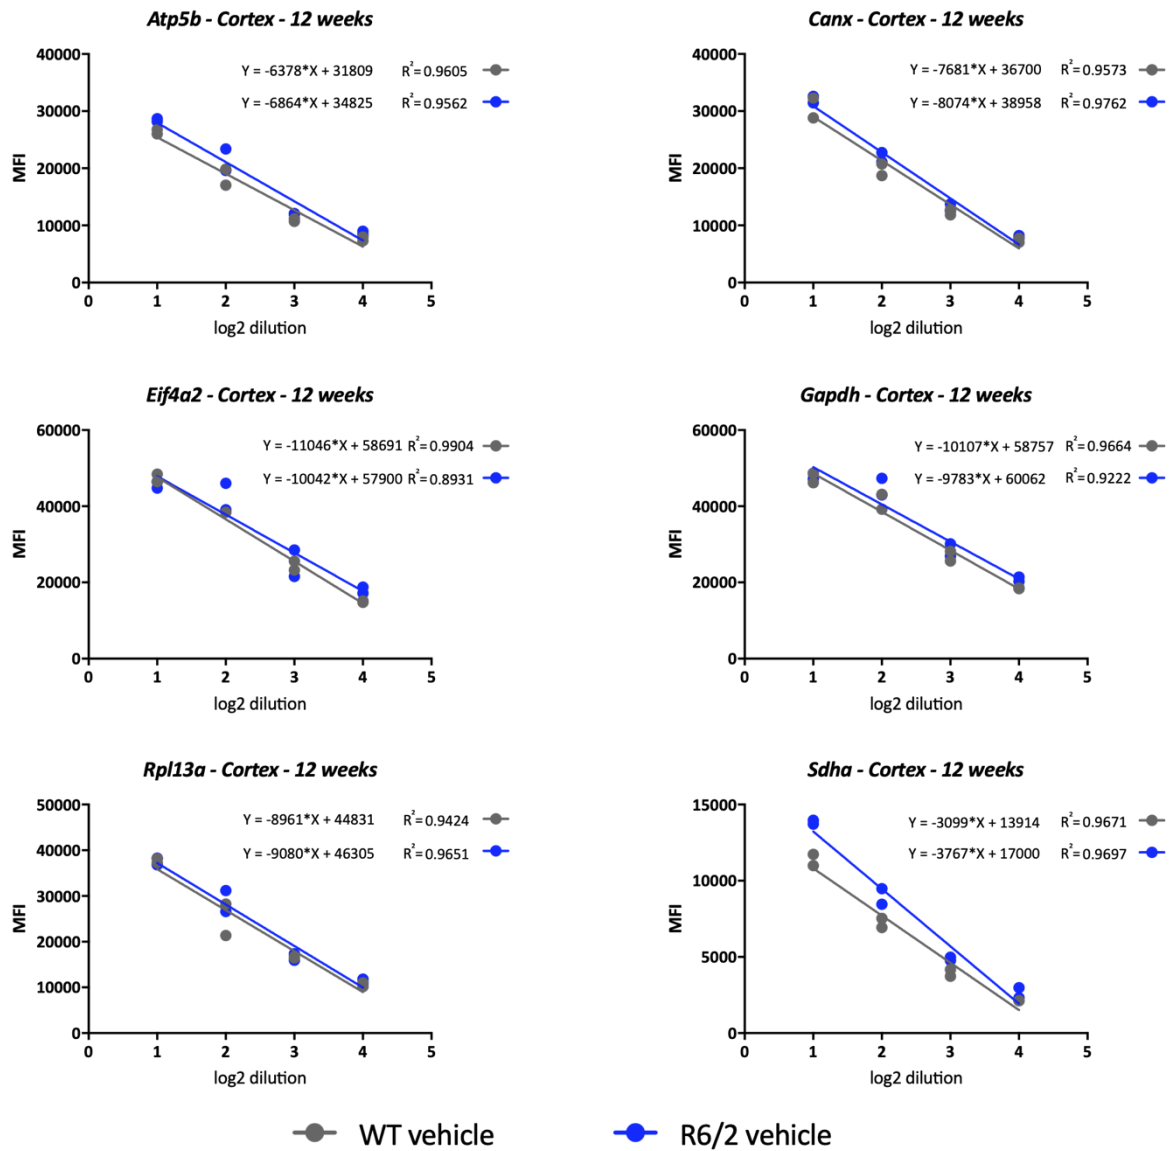 Atp5b - Cortex - 12 weeks
40000
30000
20000
10000
0
MFI
Y = -6378*X + 31809 R²=0.9605
Y = -6864*X + 34825 R²=0.9562
0 1 2 3 4 5
log2 dilution
Canx - Cortex - 12 weeks
40000
30000
20000
10000
0
MFI
Y = -7681*X + 36700 R²=0.9573
Y = -8074*X + 38958 R²=0.9762
0 1 2 3 4 5
log2 dilution
Eif4a2 - Cortex - 12 weeks
60000
40000
20000
0
MFI
Y = -11046*X + 58691 R²=0.9904
Y = -10042*X + 57900 R²=0.8931
0 1 2 3 4 5
log2 dilution
Gapdh - Cortex - 12 weeks
60000
40000
20000
0
MFI
Y = -10107*X + 58757 R²=0.9664
Y = -9783*X + 60062 R²=0.9222
0 1 2 3 4 5
log2 dilution
Rpl13a - Cortex - 12 weeks
50000
40000
30000
20000
10000
0
MFI
Y = -8961*X + 44831 R²=0.9424
Y = -9080*X + 46305 R²=0.9651
0 1 2 3 4 5
log2 dilution
Sdha - Cortex - 12 weeks
15000
10000
5000
0
MFI
Y = -3099*X + 13914 R²=0.9671
Y = -3767*X + 17000 R²=0.9697
0 1 2 3 4 5
log2 dilution
WT vehicle
R6/2 vehicle